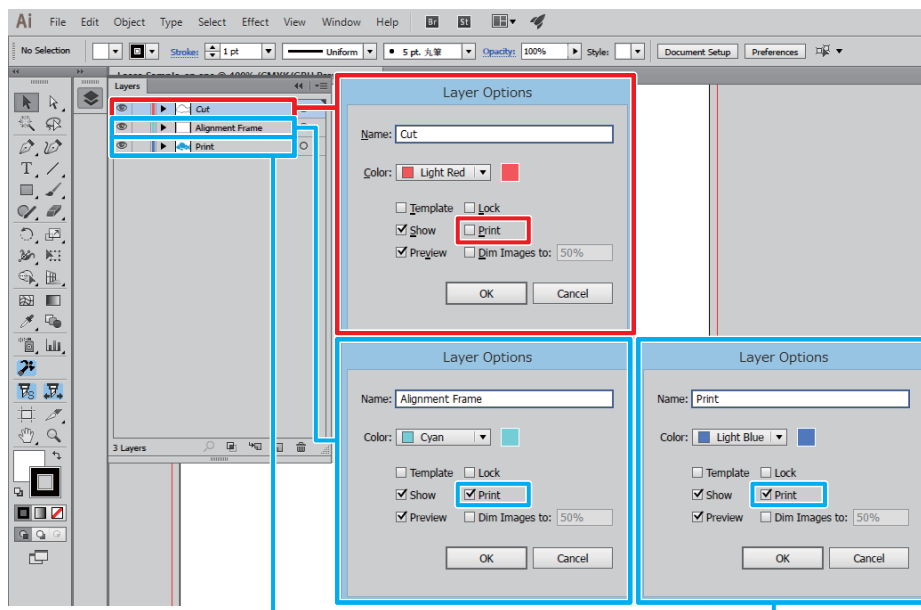 Ai File Edit Object Type Select Effect View Window Help Br St
No Selection Stroke: 1 pt Uniform 5 pt. 丸筆 Opacity: 100% Style: Document Setup Preferences
Layers
Cut
Alignment Frame
Print
3 Layers
Layer Options
Name: Cut
Color: Light Red
Template Lock
Show Print
Preview Dim Images to: 50%
OK Cancel
Layer Options
Name: Alignment Frame
Color: Cyan
Template Lock
Show Print
Preview Dim Images to: 50%
OK Cancel
Layer Options
Name: Print
Color: Light Blue
Template Lock
Show Print
Preview Dim Images to: 50%
OK Cancel